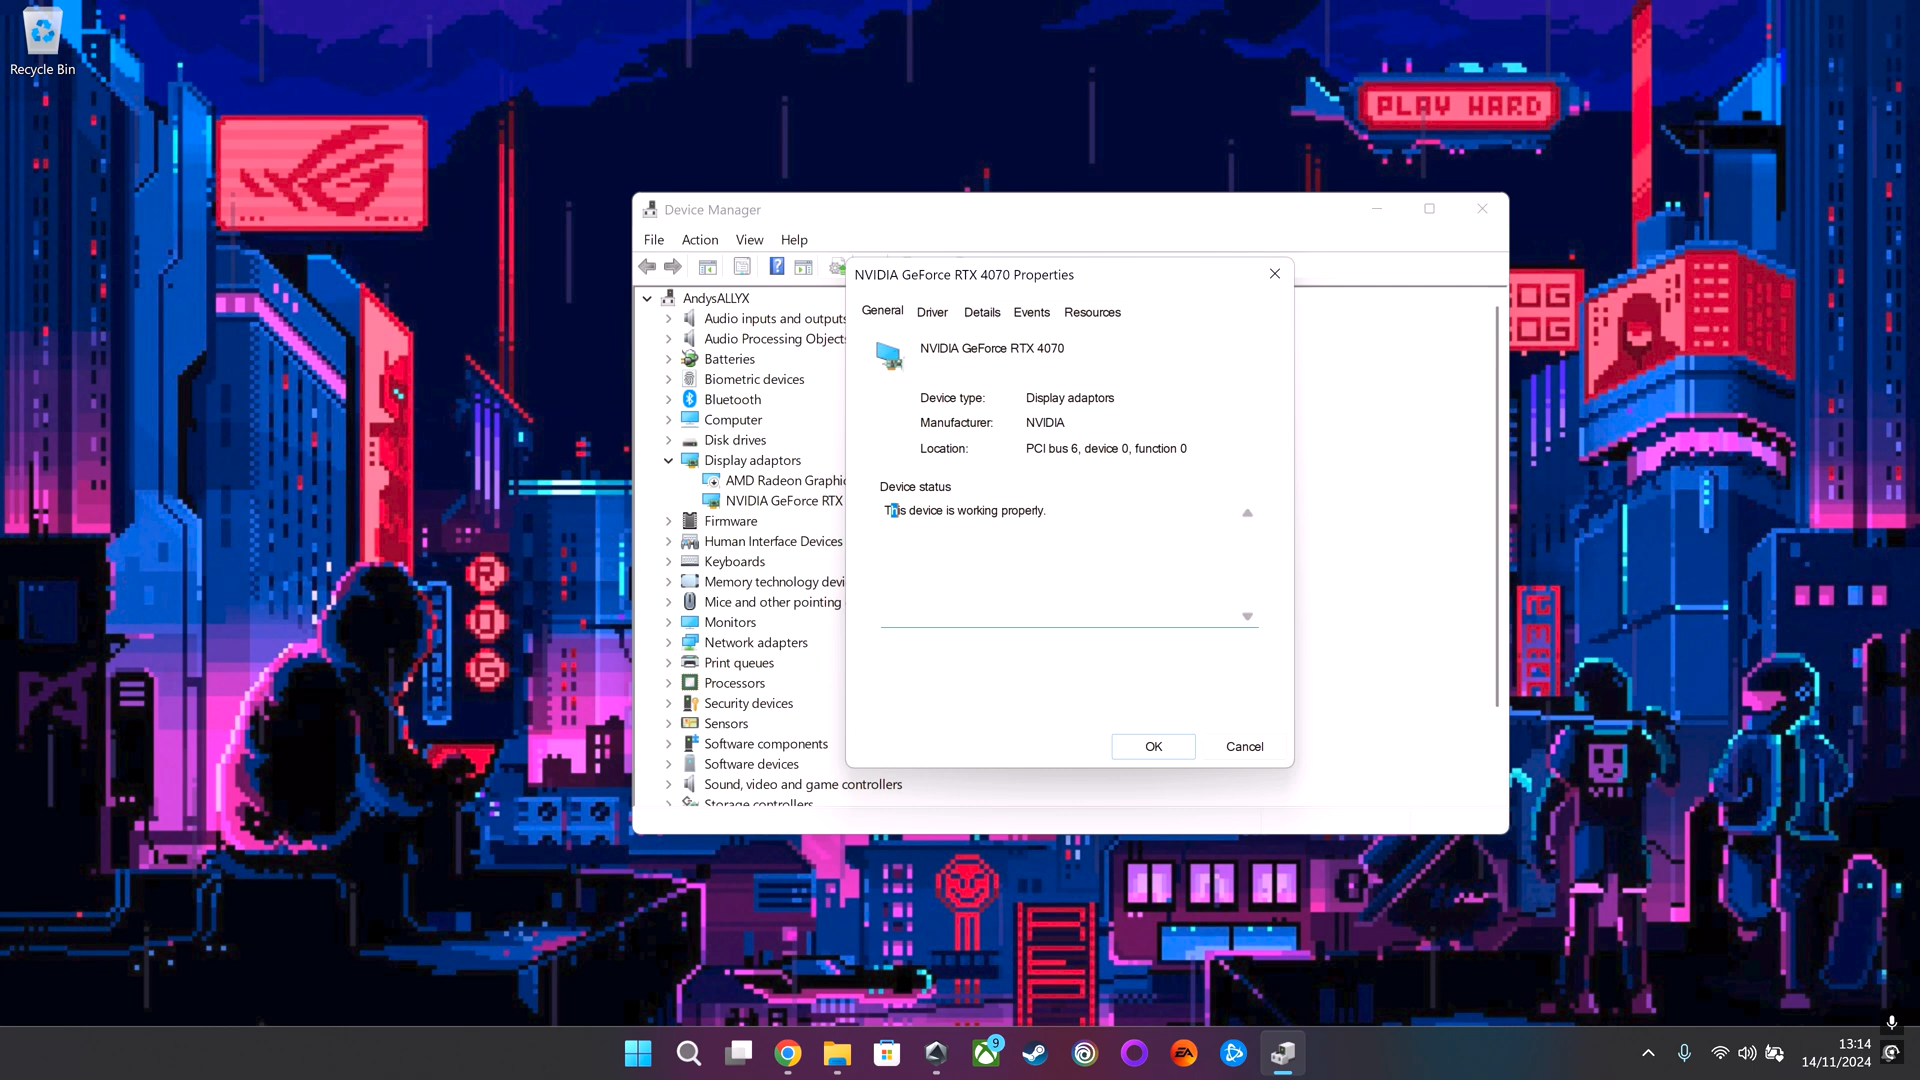 Recycle Bin
PLAY HARD
Device Manager
File Action View Help
NVIDIA GeForce RTX 4070 Properties
General Driver Details Events Resources
NVIDIA GeForce RTX 4070
Device type: Display adaptors
Manufacturer: NVIDIA
Location: PCI bus 6, device 0, function 0
Device status
This device is working properly.
OK Cancel
AndysALLYX
Audio inputs and outputs
Audio Processing Objects
Batteries
Biometric devices
Bluetooth
Computer
Disk drives
Display adaptors
AMD Radeon Graphic
NVIDIA GeForce RTX
Firmware
Human Interface Devices
Keyboards
Memory technology devi
Mice and other pointing
Monitors
Network adapters
Print queues
Processors
Security devices
Sensors
Software components
Software devices
Sound, video and game controllers
Storage controllers
OG
OG
R
O
G
9
EA
13:14
14/11/2024